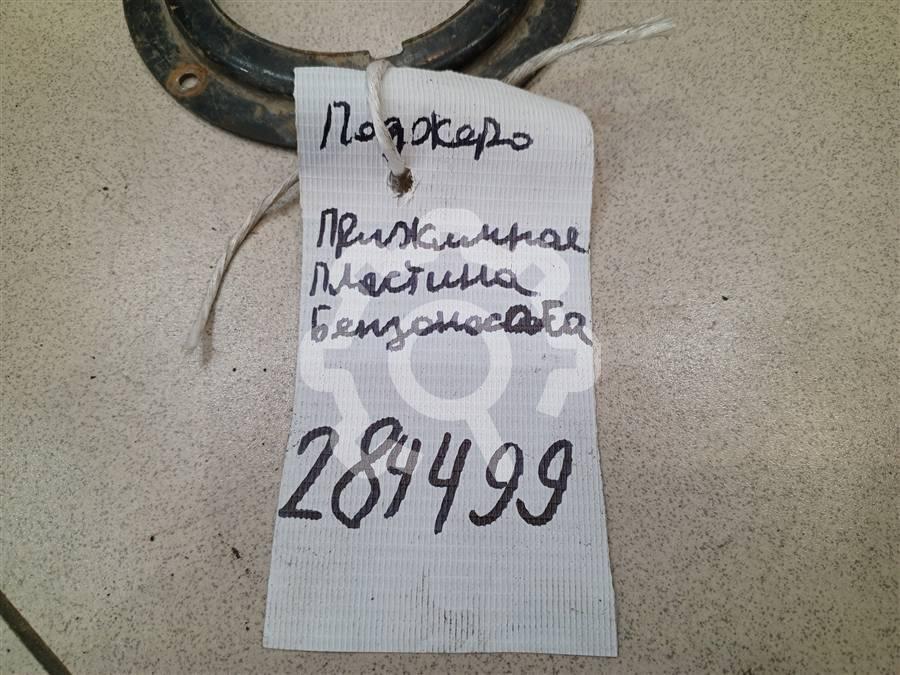 Паджеро
Прижимная
Пластина
Бензонасоса
284499